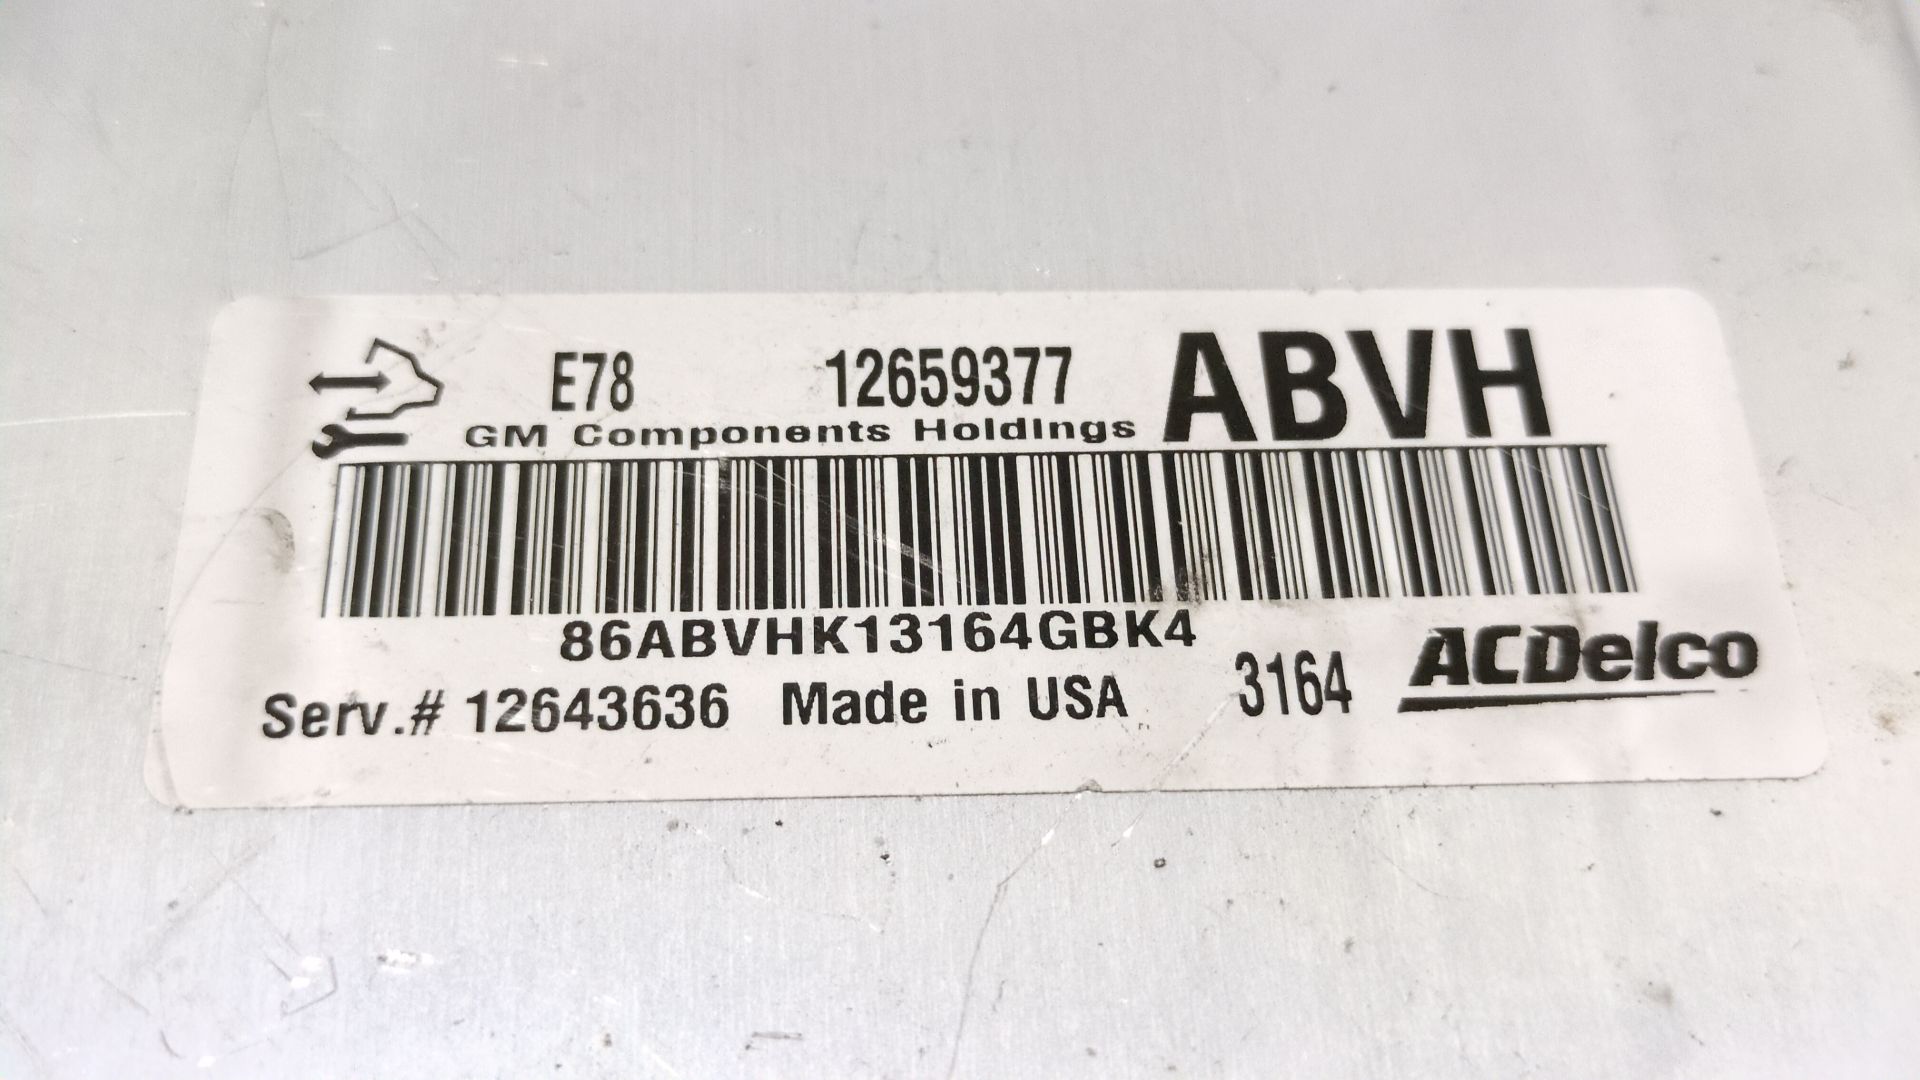 E78 12659377 ABVH
GM Components Holdings
86ABVHK13164GBK4
Serv.# 12643636 Made in USA 3164 ACDelco